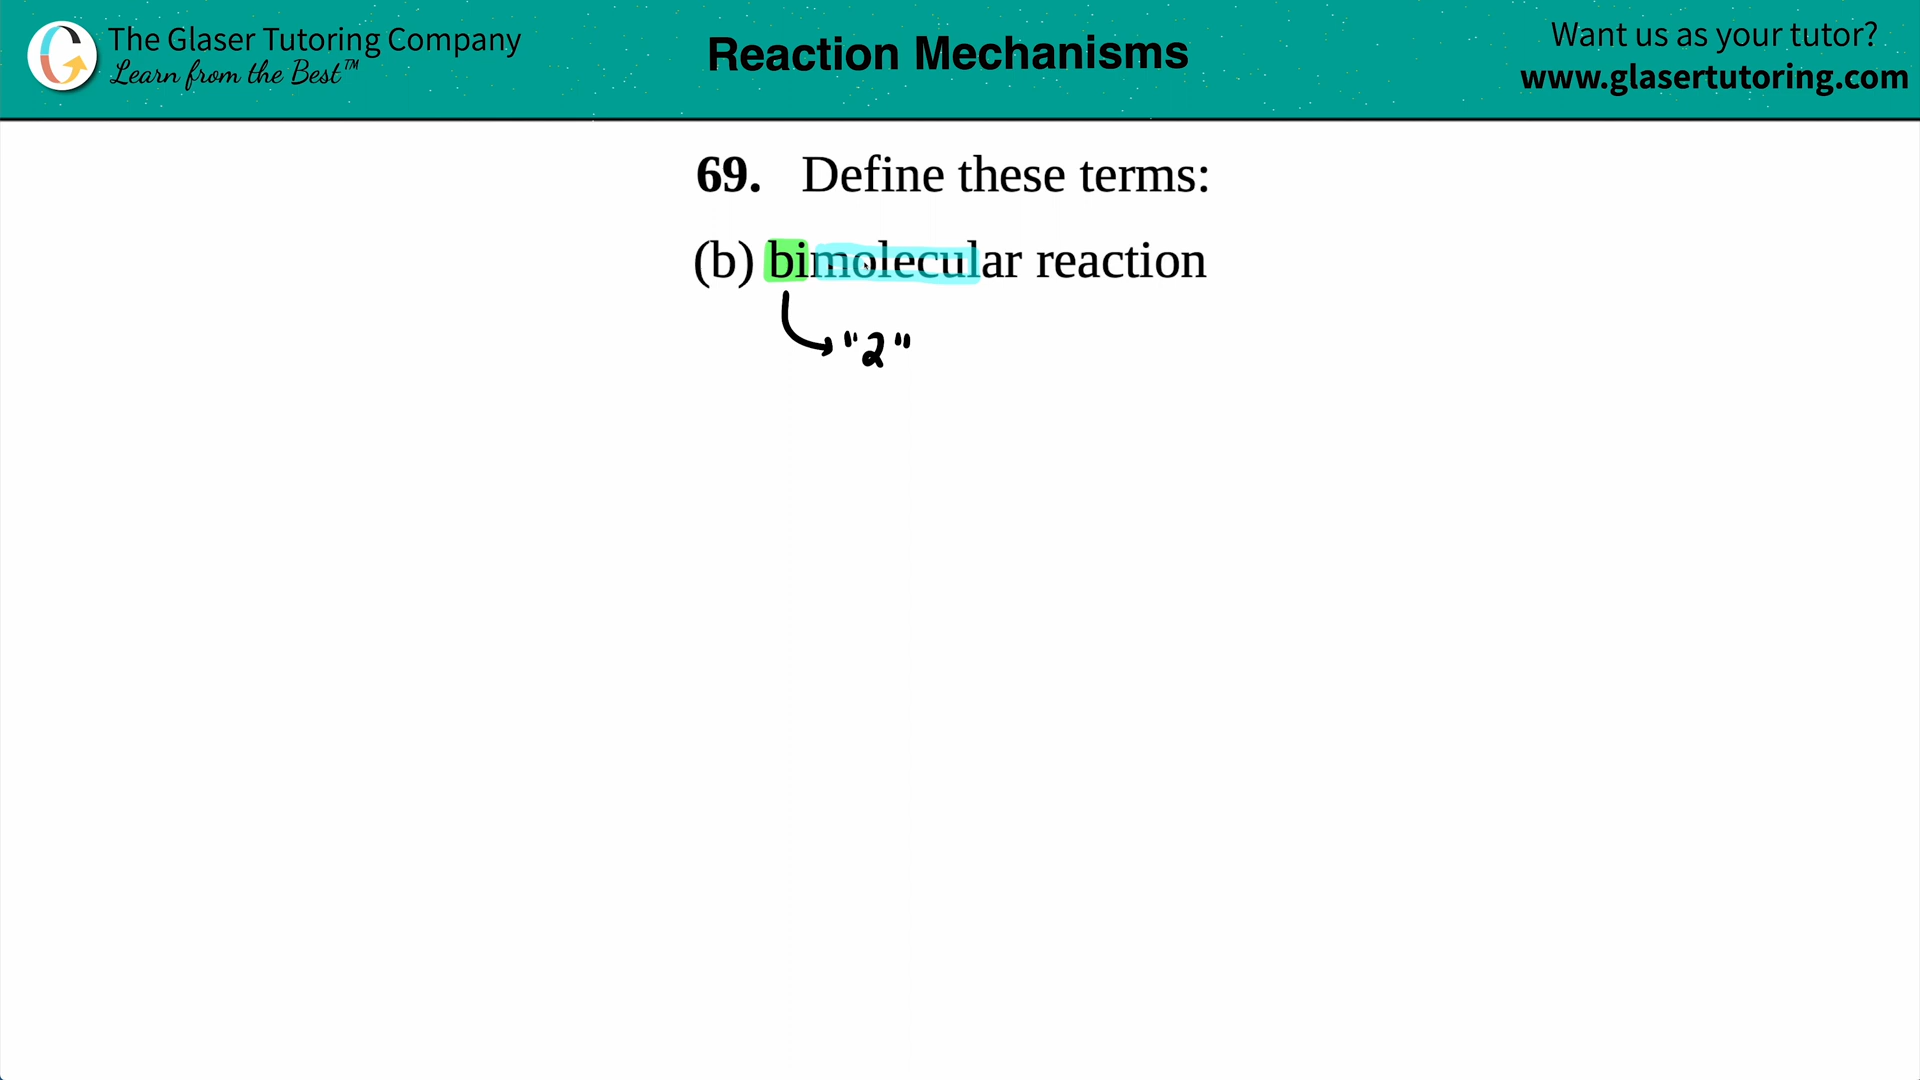 The Glaser Tutoring Company
Learn from the Best™
Reaction Mechanisms
Want us as your tutor?
www.glasertutoring.com
69. Define these terms:
(b) bimolecular reaction
"2"